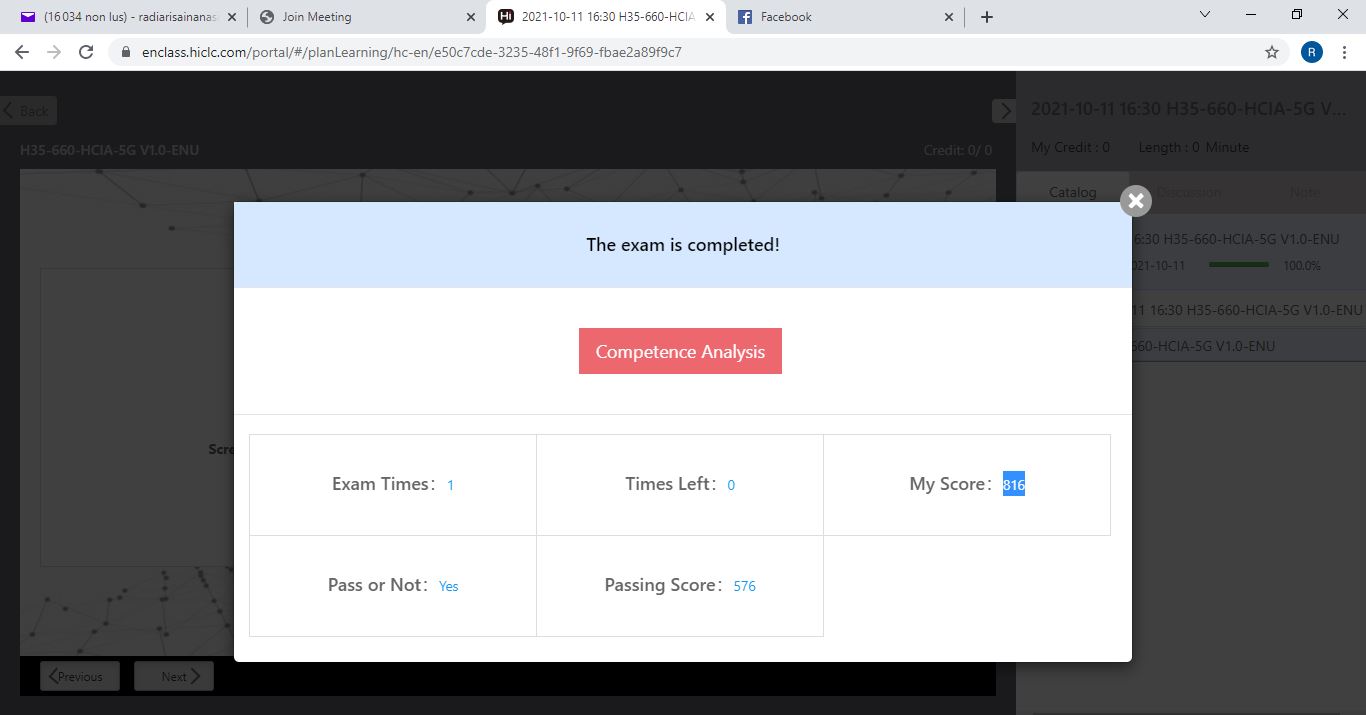 (16 034 non lus) - radiarisainanas
Join Meeting
Hi
2021-10-11 16:30 H35-660-HCIA
Facebook
enclass.hiclc.com/portal/#/planLearning/hc-en/e50c7cde-3235-48f1-9f69-fbae2a89f9c7
R
Back
2021-10-11 16:30 H35-660-HCIA-5G V...
H35-660-HCIA-5G V1.0-ENU
Credit: 0/ 0
My Credit : 0 Length : 0 Minute
Catalog Discussion Note
6:30 H35-660-HCIA-5G V1.0-ENU
021-10-11 100.0%
11 16:30 H35-660-HCIA-5G V1.0-ENU
660-HCIA-5G V1.0-ENU
The exam is completed!
Competence Analysis
Scre
Exam Times: 1
Times Left: 0
My Score: 816
Pass or Not: Yes
Passing Score: 576
Previous
Next